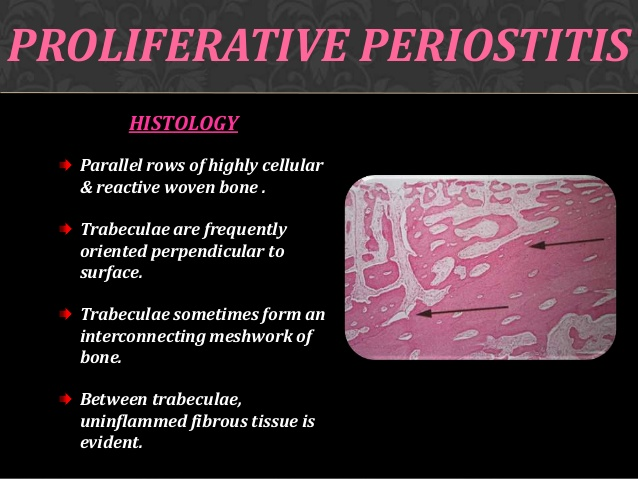 PROLIFERATIVE PERIOSTITIS
HISTOLOGY
Parallel rows of highly cellular
& reactive woven bone .
Trabeculae are frequently
oriented perpendicular to
surface.
Trabeculae sometimes form an
interconnecting meshwork of
bone.
Between trabeculae,
uninflammed fibrous tissue is
evident.